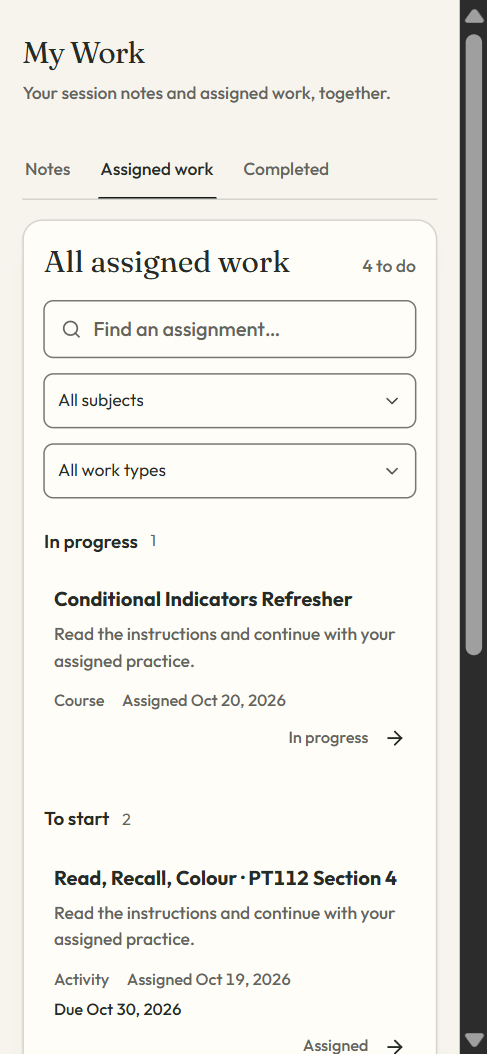 My Work
Your session notes and assigned work, together.
Notes Assigned work Completed
All assigned work 4 to do
Find an assignment...
All subjects
All work types
In progress 1
Conditional Indicators Refresher
Read the instructions and continue with your
assigned practice.
Course Assigned Oct 20, 2026
In progress
To start 2
Read, Recall, Colour · PT112 Section 4
Read the instructions and continue with your
assigned practice.
Activity Assigned Oct 19, 2026
Due Oct 30, 2026
Assigned